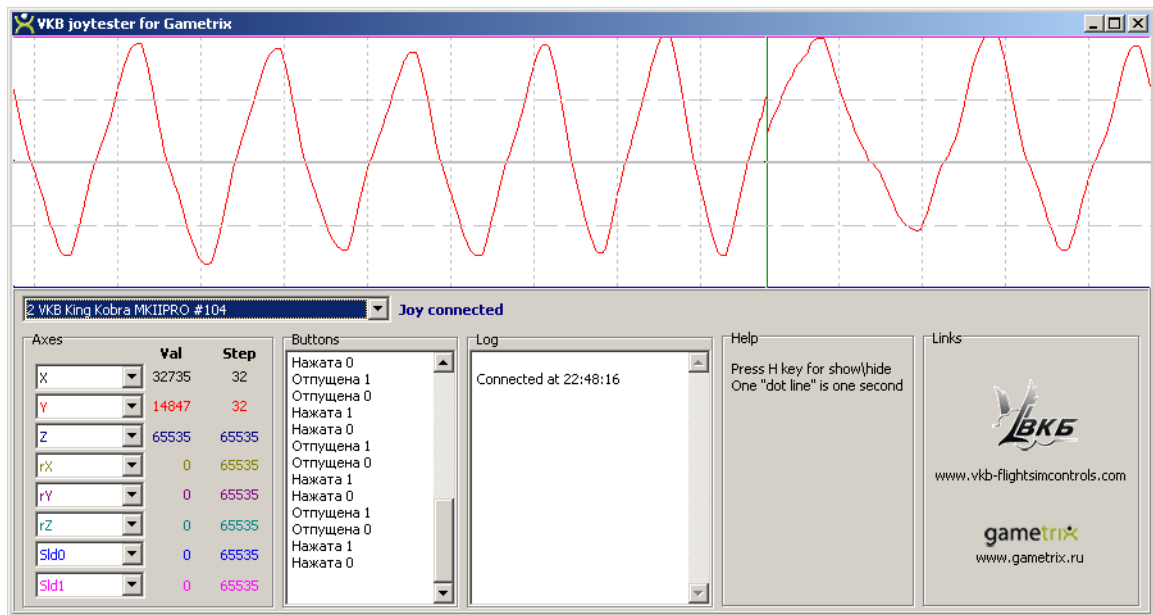 VKB joytester for Gametrix
2 VKB King Kobra MKIIPRO #104
Joy connected
Axes
Val Step
X 32735 32
Y 14847 32
Z 65535 65535
rX 0 65535
rY 0 65535
rZ 0 65535
Sld0 0 65535
Sld1 0 65535
Buttons
Нажата 0
Отпущена 1
Отпущена 0
Нажата 1
Нажата 0
Отпущена 1
Отпущена 0
Нажата 1
Нажата 0
Отпущена 1
Отпущена 0
Нажата 1
Нажата 0
Log
Connected at 22:48:16
Help
Press H key for show\hide
One "dot line" is one second
Links
ВКБ
www.vkb-flightsimcontrols.com
gametrix
www.gametrix.ru